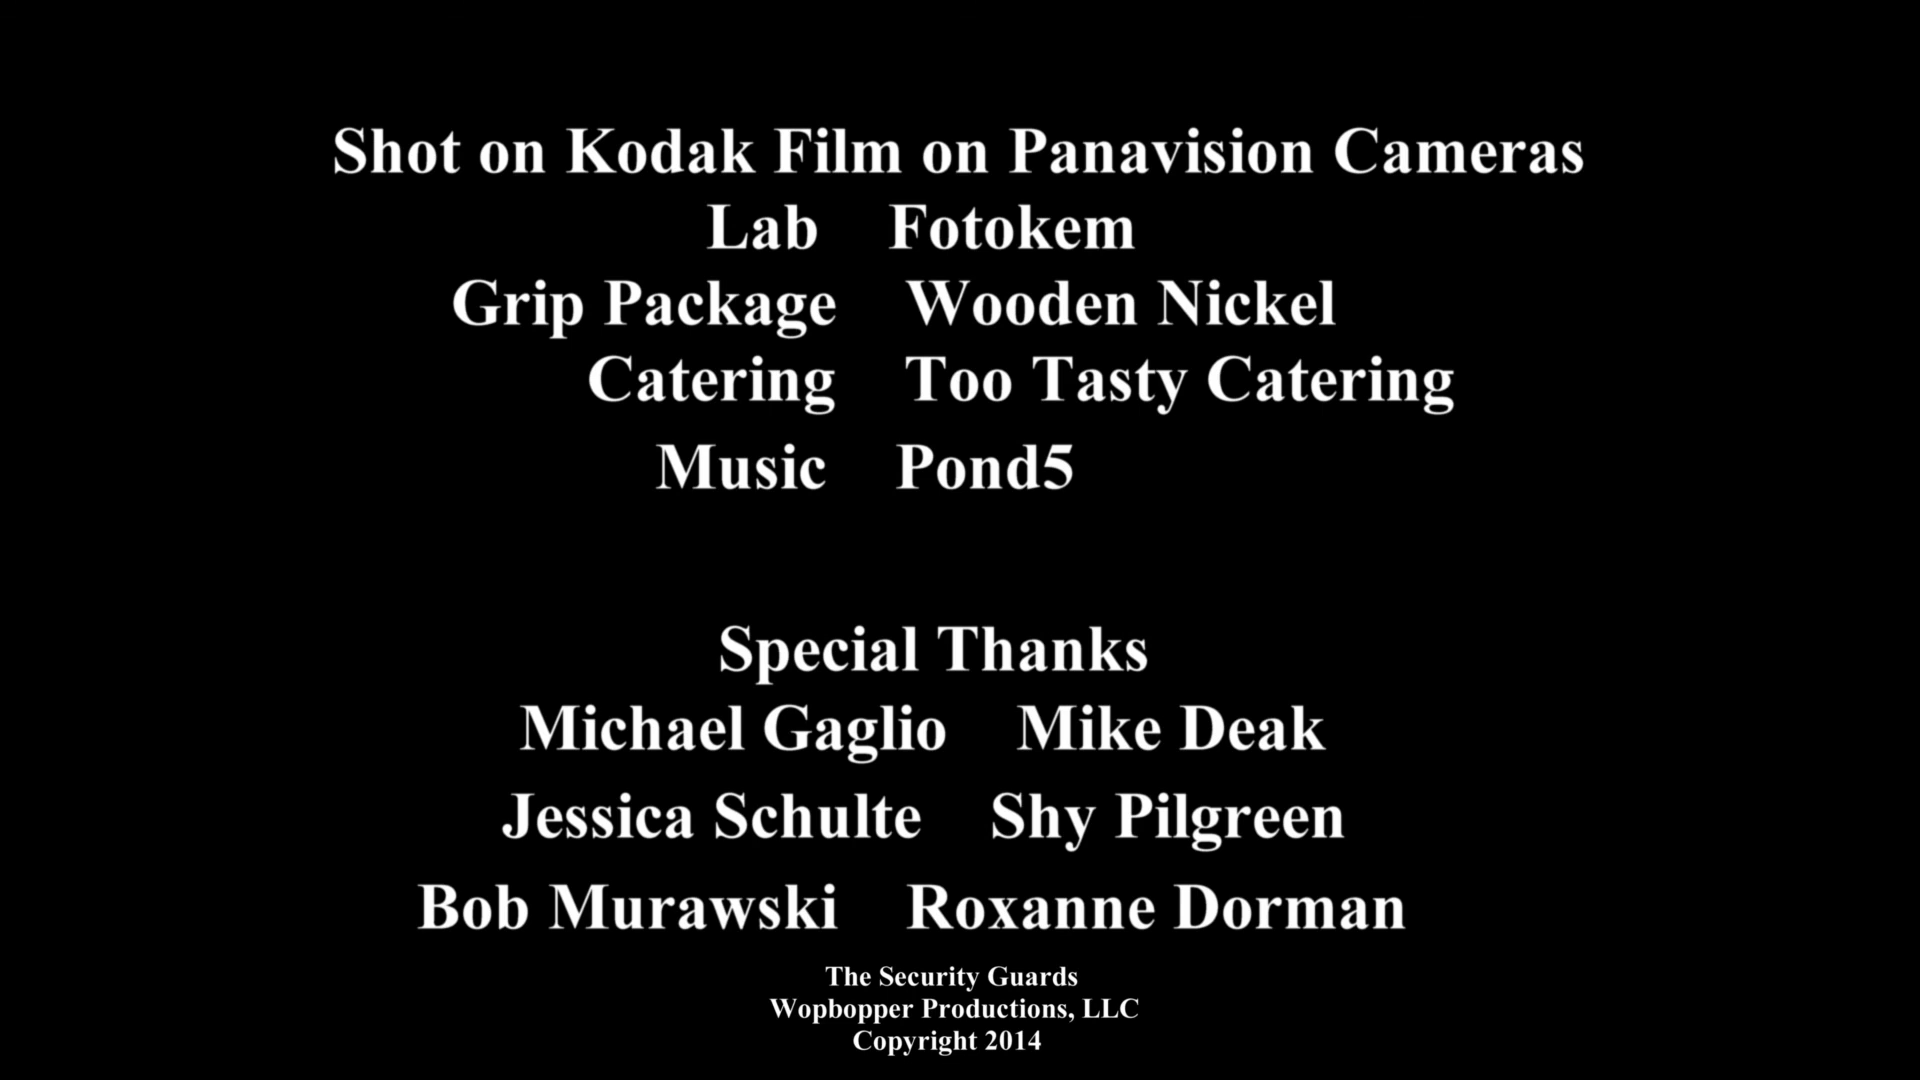 Shot on Kodak Film on Panavision Cameras
Lab Fotokem
Grip Package Wooden Nickel
Catering Too Tasty Catering
Music Pond5
Special Thanks
Michael Gaglio Mike Deak
Jessica Schulte Shy Pilgreen
Bob Murawski Roxanne Dorman
The Security Guards
Wopbopper Productions, LLC
Copyright 2014